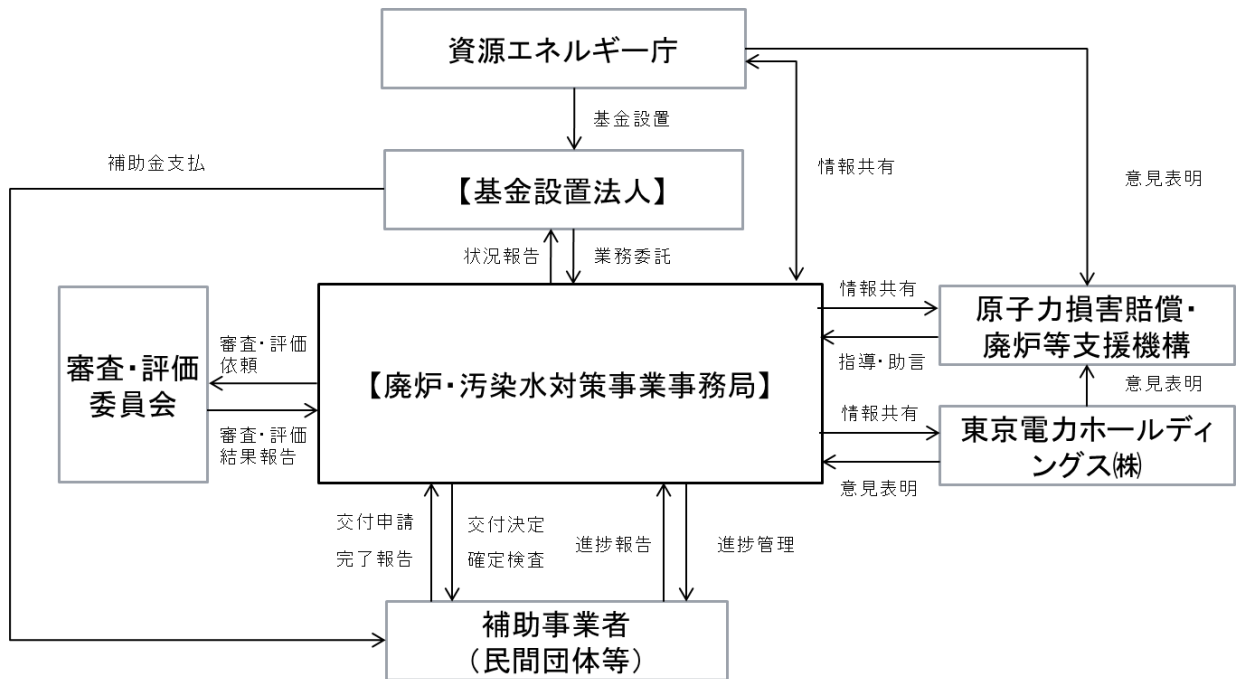 資源エネルギー庁
基金設置
補助金支払
情報共有
意見表明
【基金設置法人】
状況報告
業務委託
情報共有
原子力損害賠償・
廃炉等支援機構
審査・評価
依頼
審査・評価
委員会
【廃炉・汚染水対策事業事務局】
指導・助言
意見表明
情報共有
東京電力ホールディ
ングス㈱
審査・評価
結果報告
意見表明
交付申請
完了報告
交付決定
確定検査
進捗報告
進捗管理
補助事業者
（民間団体等）